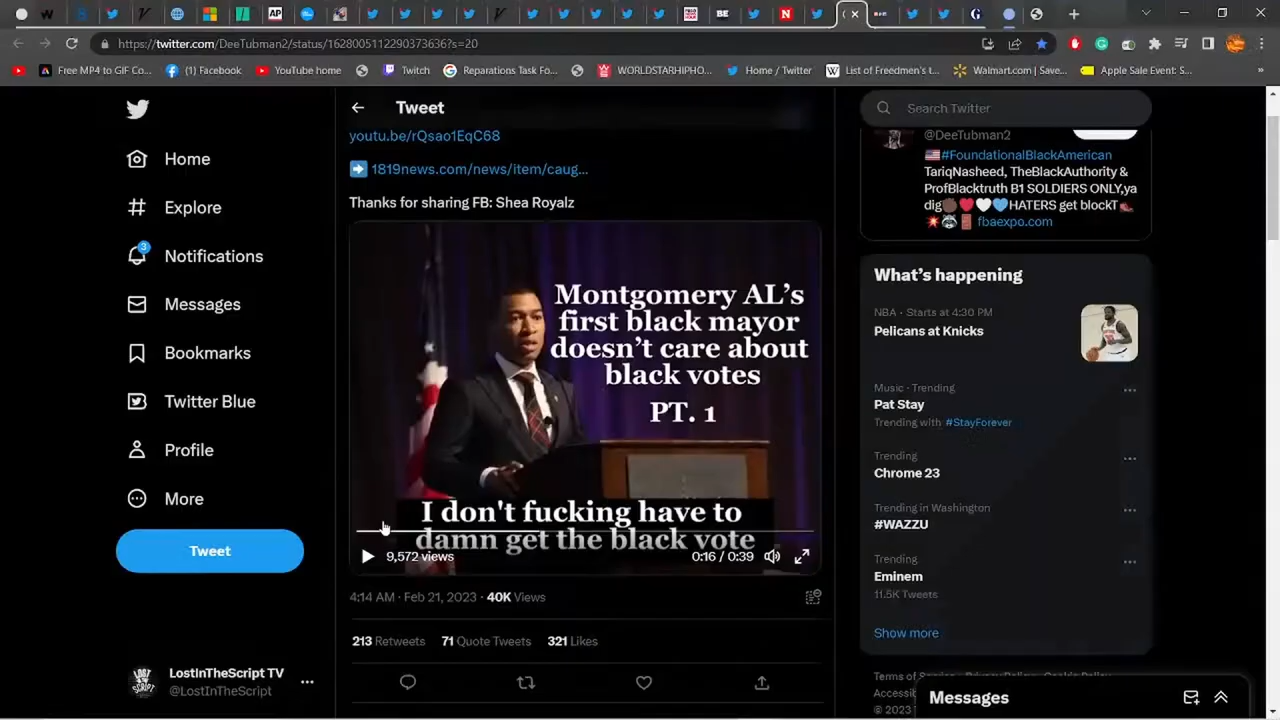 https://twitter.com/DeeTubman2/status/1628005112290373636?s=20
Free MP4 to GIF Co...
(1) Facebook
YouTube home
Twitch
Reparations Task Fo...
WORLDSTARHIPHO...
Home / Twitter
List of Freedmen's t...
Walmart.com | Save...
Apple Sale Event: S...
Home
Explore
3
Notifications
Messages
Bookmarks
Twitter Blue
Profile
More
Tweet
LostInTheScript TV
@LostInTheScript
Tweet
youtu.be/rQsao1EqC68
1819news.com/news/item/caug...
Thanks for sharing FB: Shea Royalz
Montgomery AL's
first black mayor
doesn't care about
black votes
PT. 1
I don't fucking have to
damn get the black vote
9,572 views
0:16 / 0:39
4:14 AM · Feb 21, 2023 · 40K Views
213 Retweets 71 Quote Tweets 321 Likes
Search Twitter
@DeeTubman2
#FoundationalBlackAmerican
TariqNasheed, TheBlackAuthority &
ProfBlacktruth B1 SOLDIERS ONLY,ya
dig HATERS get blockT
fbaexpo.com
What's happening
NBA · Starts at 4:30 PM
Pelicans at Knicks
Music · Trending
Pat Stay
Trending with #StayForever
Trending
Chrome 23
Trending in Washington
#WAZZU
Trending
Eminem
11.5K Tweets
Show more
Messages